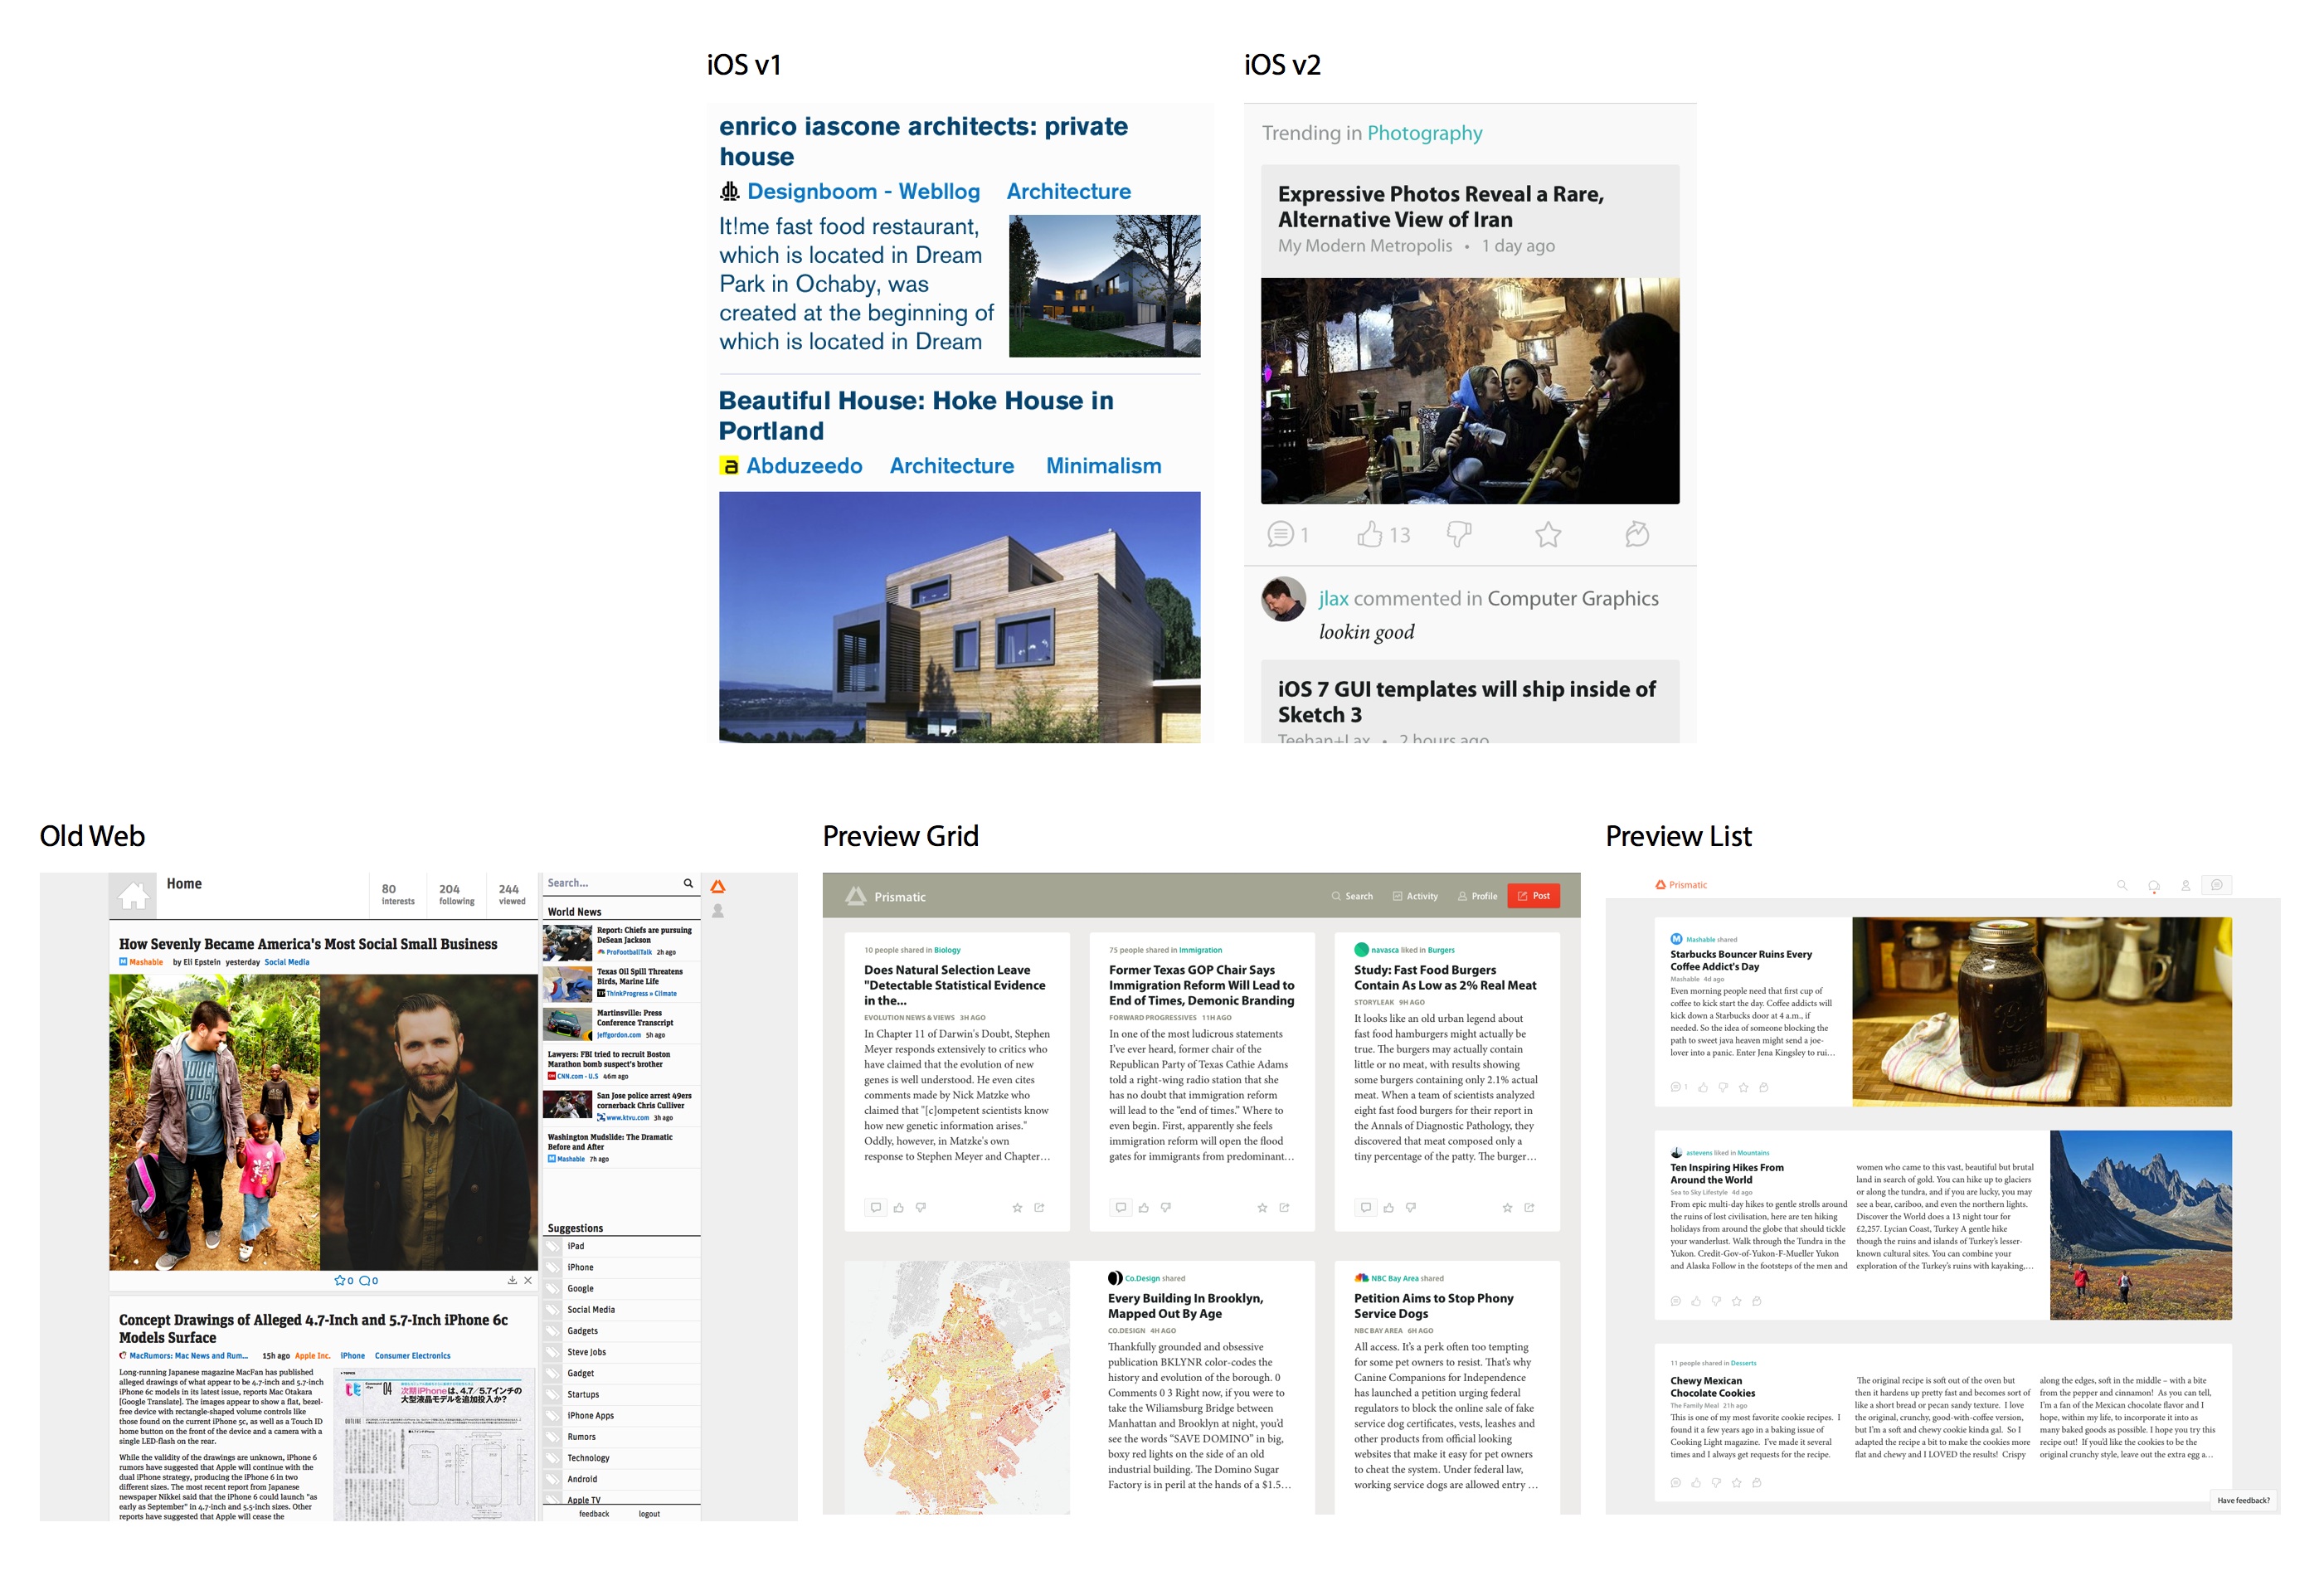 iOS v1
enrico iascone architects: private
house
Designboom - Webllog Architecture
It!me fast food restaurant,
which is located in Dream
Park in Ochaby, was
created at the beginning of
which is located in Dream
Beautiful House: Hoke House in
Portland
a Abduzeedo Architecture Minimalism
iOS v2
Trending in Photography
Expressive Photos Reveal a Rare,
Alternative View of Iran
My Modern Metropolis • 1 day ago
1 13
jlax commented in Computer Graphics
lookin good
iOS 7 GUI templates will ship inside of
Sketch 3
Teehan+Lax • 2 hours ago
Old Web
Home
80
interests
204
following
244
viewed
How Sevenly Became America's Most Social Small Business
M Mashable by Eli Epstein yesterday Social Media
0 0
Concept Drawings of Alleged 4.7-Inch and 5.7-Inch iPhone 6c
Models Surface
MacRumors: Mac News and Rum... 15h ago Apple Inc. iPhone Consumer Electronics
Long-running Japanese magazine MacFan has published
alleged drawings of what appear to be 4.7-inch and 5.7-inch
iPhone 6c models in its latest issue, reports Mac Otakara
[Google Translate]. The images appear to show a flat, bezel-
free device with rectangle-shaped volume controls like
those found on the current iPhone 5c, as well as a Touch ID
home button on the front of the device and a camera with a
single LED-flash on the rear.
While the validity of the drawings are unknown, iPhone 6
rumors have suggested that Apple will continue with the
dual iPhone strategy, producing the iPhone 6 in two
different sizes. The most recent report from Japanese
newspaper Nikkei said that the iPhone 6 could launch "as
early as September" in 4.7-inch and 5.5-inch sizes. Other
reports have suggested that Apple will cease the
04
次期iPhoneは、4.7／5.7インチの
大型液晶モデルを追加投入か?
Search...
World News
Report: Chiefs are pursuing
DeSean Jackson
ProFootballTalk 2h ago
Texas Oil Spill Threatens
Birds, Marine Life
ThinkProgress » Climate
Martinsville: Press
Conference Transcript
jeffgordon.com 5h ago
Lawyers: FBI tried to recruit Boston
Marathon bomb suspect's brother
CNN.com - U.S 46m ago
San Jose police arrest 49ers
cornerback Chris Culliver
www.ktvu.com 3h ago
Washington Mudslide: The Dramatic
Before and After
M Mashable 7h ago
Suggestions
iPad
iPhone
Google
Social Media
Gadgets
Steve Jobs
Gadget
Startups
iPhone Apps
Rumors
Technology
Android
Apple TV
feedback logout
Preview Grid
Prismatic Search Activity Profile Post
10 people shared in Biology
Does Natural Selection Leave
"Detectable Statistical Evidence
in the...
EVOLUTION NEWS & VIEWS 3H AGO
In Chapter 11 of Darwin's Doubt, Stephen
Meyer responds extensively to critics who
have claimed that the evolution of new
genes is well understood. He even cites
comments made by Nick Matzke who
claimed that "[c]ompetent scientists know
how new genetic information arises."
Oddly, however, in Matzke's own
response to Stephen Meyer and Chapter…
75 people shared in Immigration
Former Texas GOP Chair Says
Immigration Reform Will Lead to
End of Times, Demonic Branding
FORWARD PROGRESSIVES 11H AGO
In one of the most ludicrous statements
I've ever heard, former chair of the
Republican Party of Texas Cathie Adams
told a right-wing radio station that she
has no doubt that immigration reform
will lead to the “end of times.” Where to
even begin. First, apparently she feels
immigration reform will open the flood
gates for immigrants from predominant…
navasca liked in Burgers
Study: Fast Food Burgers
Contain As Low as 2% Real Meat
STORYLEAK 9H AGO
It looks like an old urban legend about
fast food hamburgers might actually be
true. The burgers may actually contain
little or no meat, with results showing
some burgers containing only 2.1% actual
meat. When a team of scientists analyzed
eight fast food burgers for their report in
the Annals of Diagnostic Pathology, they
discovered that meat composed only a
tiny percentage of the patty. The burger…
Co.Design shared
Every Building In Brooklyn,
Mapped Out By Age
CO.DESIGN 4H AGO
Thankfully grounded and obsessive
publication BKLYNR color-codes the
history and evolution of the borough. 0
Comments 0 3 Right now, if you were to
take the Wiliamsburg Bridge between
Manhattan and Brooklyn at night, you'd
see the words “SAVE DOMINO” in big,
boxy red lights on the side of an old
industrial building. The Domino Sugar
Factory is in peril at the hands of a $1.5…
NBC Bay Area shared
Petition Aims to Stop Phony
Service Dogs
NBC BAY AREA 6H AGO
All access. It's a perk often too tempting
for some pet owners to resist. That's why
Canine Companions for Independence
has launched a petition urging federal
regulators to block the online sale of fake
service dog certificates, vests, leashes and
other products from official looking
websites that make it easy for pet owners
to cheat the system. Under federal law,
working service dogs are allowed entry …
Preview List
Prismatic
M Mashable shared
Starbucks Bouncer Ruins Every
Coffee Addict's Day
Mashable 4d ago
Even morning people need that first cup of
coffee to kick start the day. Coffee addicts will
kick down a Starbucks door at 4 a.m., if
needed. So the idea of someone blocking the
path to sweet java heaven might send a joe-
lover into a panic. Enter Jena Kingsley to rui…
1
astevens liked in Mountains
Ten Inspiring Hikes From
Around the World
Sea to Sky Lifestyle 4d ago
From epic multi-day hikes to gentle strolls around
the ruins of lost civilisation, here are ten hiking
holidays from around the globe that should tickle
your wanderlust. Walk through the Tundra in the
Yukon. Credit-Gov-of-Yukon-F-Mueller Yukon
and Alaska Follow in the footsteps of the men and
women who came to this vast, beautiful but brutal
land in search of gold. You can hike up to glaciers
or along the tundra, and if you are lucky, you may
see a bear, cariboo, and even the northern lights.
Discover the World does a 13 night tour for
£2,257. Lycian Coast, Turkey A gentle hike
though the ruins and islands of Turkey's lesser-
known cultural sites. You can combine your
exploration of the Turkey's ruins with kayaking,…
11 people shared in Desserts
Chewy Mexican
Chocolate Cookies
The Family Meal 21h ago
This is one of my most favorite cookie recipes. I
found it a few years ago in a baking issue of
Cooking Light magazine. I've made it several
times and I always get requests for the recipe.
The original recipe is soft out of the oven but
then it hardens up pretty fast and becomes sort of
like a short bread or pecan sandy texture. I love
the original, crunchy, good-with-coffee version,
but I'm a soft and chewy cookie kinda gal. So I
adapted the recipe a bit to make the cookies more
flat and chewy and I LOVED the results! Crispy
along the edges, soft in the middle – with a bite
from the pepper and cinnamon! As you can tell,
I'm a fan of the Mexican chocolate flavor and I
hope, within my life, to incorporate it into as
many baked goods as possible. I hope you try this
recipe out! If you'd like the cookies to be the
original crunchy style, leave out the extra egg a…
Have feedback?